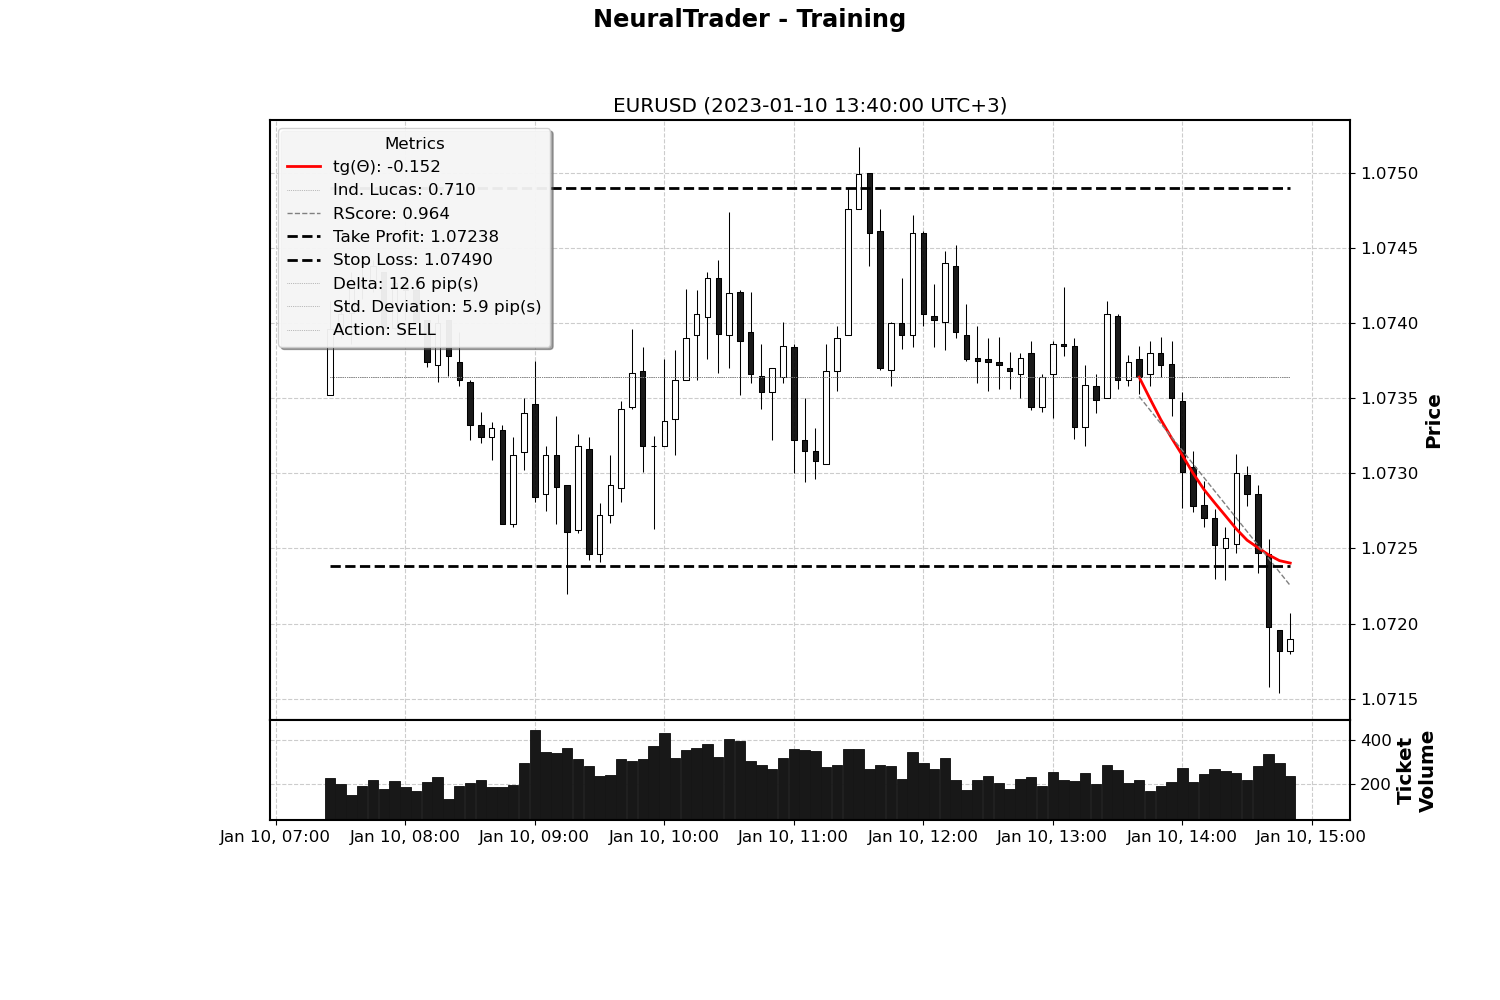 NeuralTrader - Training
EURUSD (2023-01-10 13:40:00 UTC+3)
Metrics
tg(Θ): -0.152
Ind. Lucas: 0.710
RScore: 0.964
Take Profit: 1.07238
Stop Loss: 1.07490
Delta: 12.6 pip(s)
Std. Deviation: 5.9 pip(s)
Action: SELL
1.0750
1.0745
1.0740
1.0735
1.0730
1.0725
1.0720
1.0715
Price
400
200
Ticket
Volume
Jan 10, 07:00
Jan 10, 08:00
Jan 10, 09:00
Jan 10, 10:00
Jan 10, 11:00
Jan 10, 12:00
Jan 10, 13:00
Jan 10, 14:00
Jan 10, 15:00